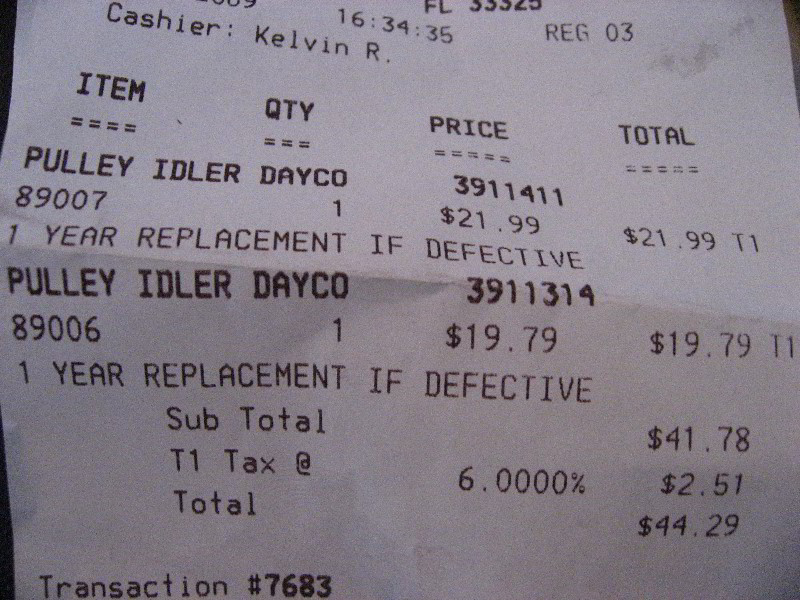 FL 33325
16:34:35 REG 03
Cashier: Kelvin R.
ITEM QTY PRICE TOTAL
==== === ===== =====
PULLEY IDLER DAYCO 3911411
89007 1 $21.99 $21.99 T1
1 YEAR REPLACEMENT IF DEFECTIVE
PULLEY IDLER DAYCO 3911314
89006 1 $19.79 $19.79 T1
1 YEAR REPLACEMENT IF DEFECTIVE
Sub Total $41.78
T1 Tax @ 6.0000% $2.51
Total $44.29
Transaction #7683